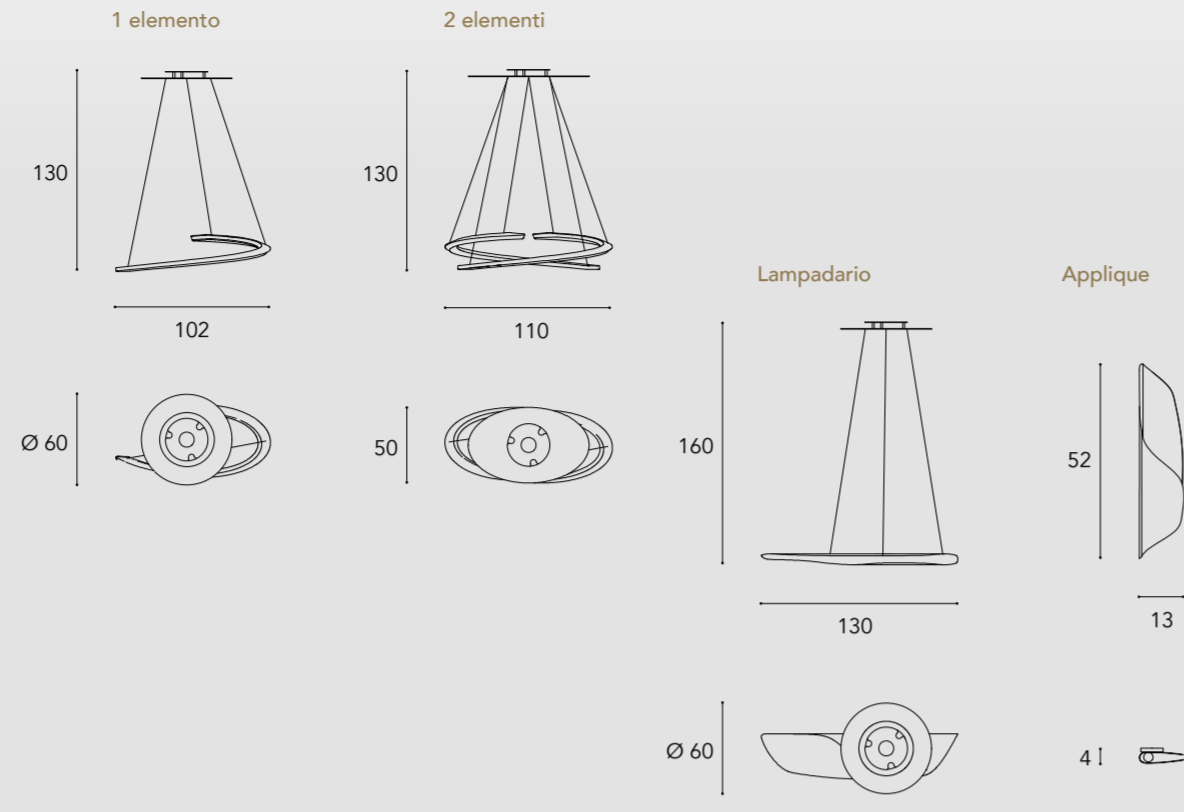 1 elemento
2 elementi
130
130
102
110
Ø 60
50
Lampadario
Applique
160
52
130
13
Ø 60
4